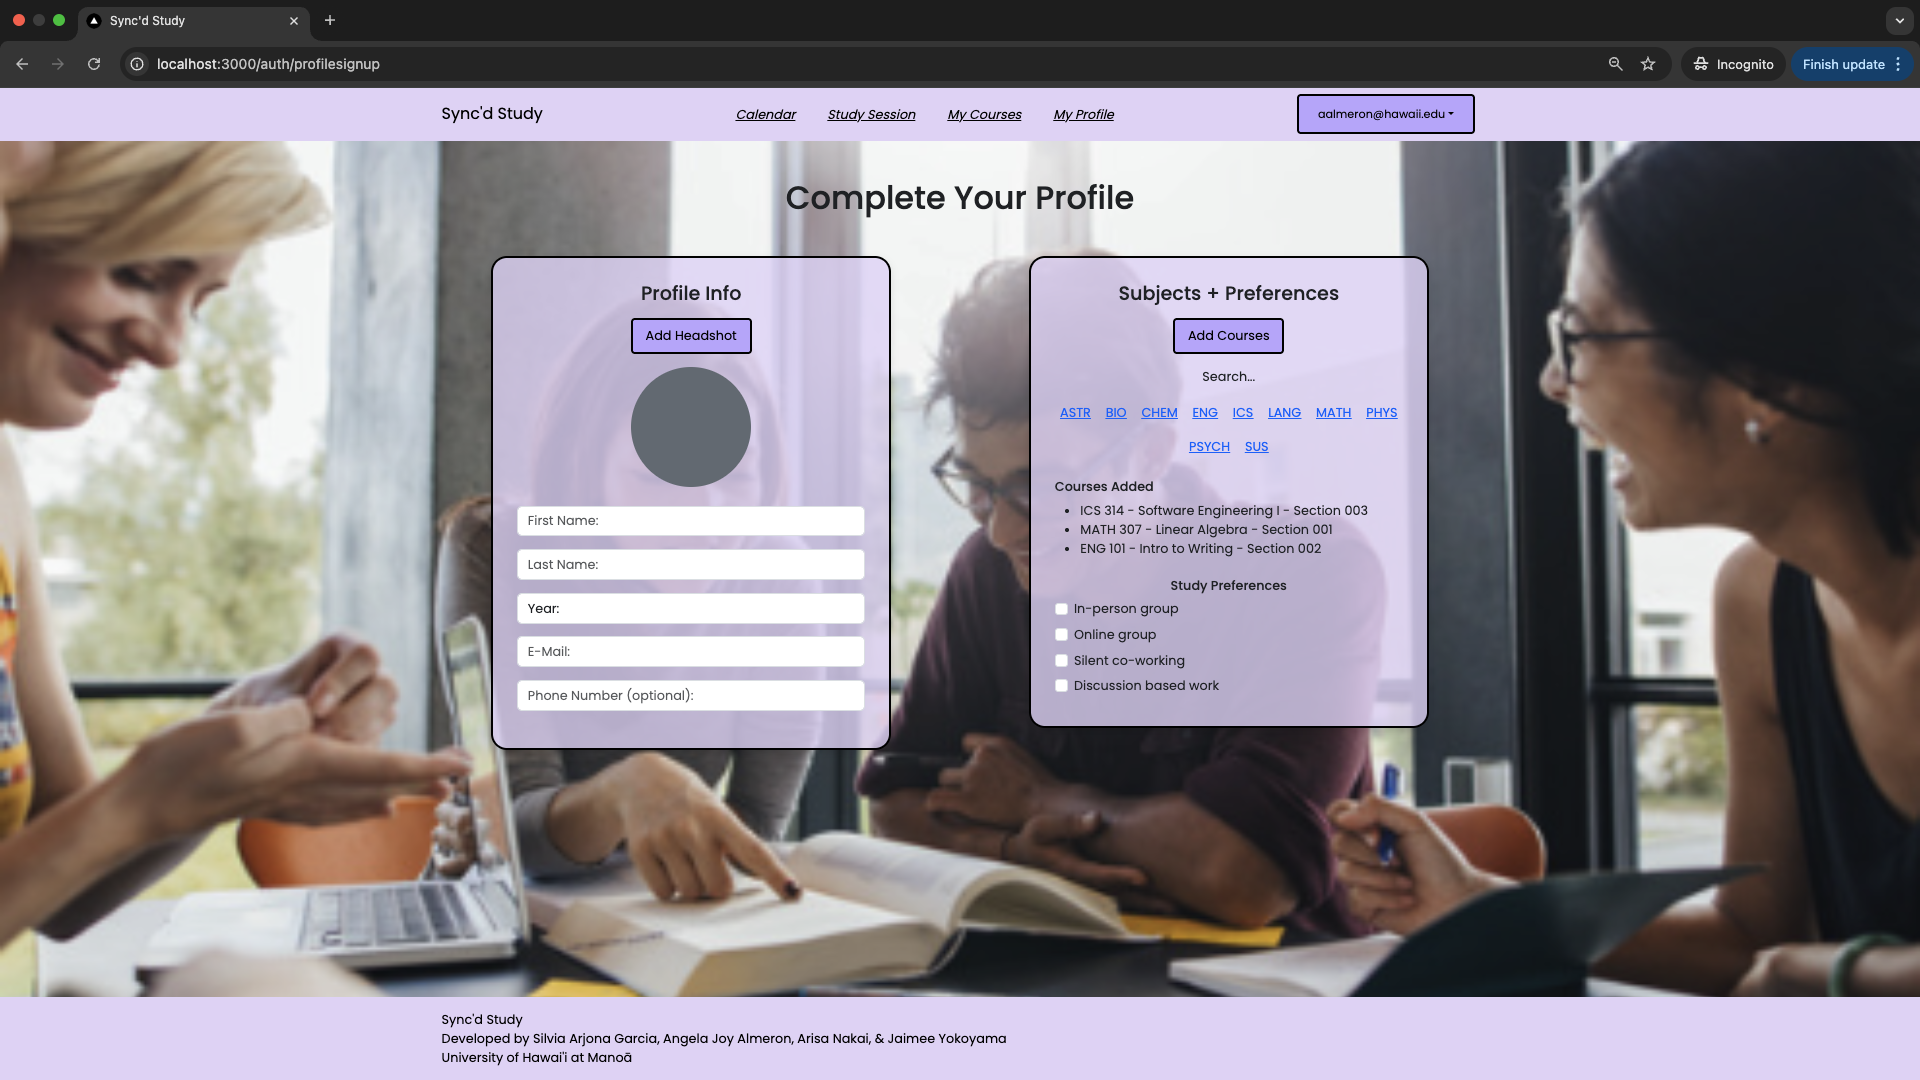 Sync'd Study
localhost:3000/auth/profilesignup
Incognito
Finish update
Sync'd Study
Calendar
Study Session
My Courses
My Profile
aalmeron@hawaii.edu
Complete Your Profile
Profile Info
Add Headshot
First Name:
Last Name:
Year:
E-Mail:
Phone Number (optional):
Subjects + Preferences
Add Courses
Search...
ASTR BIO CHEM ENG ICS LANG MATH PHYS
PSYCH SUS
Courses Added
• ICS 314 - Software Engineering I - Section 003
• MATH 307 - Linear Algebra - Section 001
• ENG 101 - Intro to Writing - Section 002
Study Preferences
In-person group
Online group
Silent co-working
Discussion based work
Sync'd Study
Developed by Silvia Arjona Garcia, Angela Joy Almeron, Arisa Nakai, & Jaimee Yokoyama
University of Hawai'i at Manoā